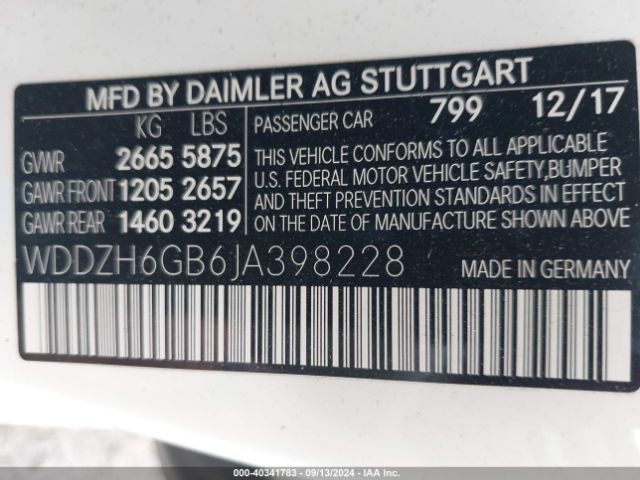 MFD BY DAIMLER AG STUTTGART
KG LBS
GVWR 2665 5875
GAWR FRONT 1205 2657
GAWR REAR 1460 3219
PASSENGER CAR 799 12/17
THIS VEHICLE CONFORMS TO ALL APPLICABLE
U.S. FEDERAL MOTOR VEHICLE SAFETY,BUMPER
AND THEFT PREVENTION STANDARDS IN EFFECT
ON THE DATE OF MANUFACTURE SHOWN ABOVE.
WDDZH6GB6JA398228 MADE IN GERMANY
000-40341783 - 09/13/2024 - IAA Inc.